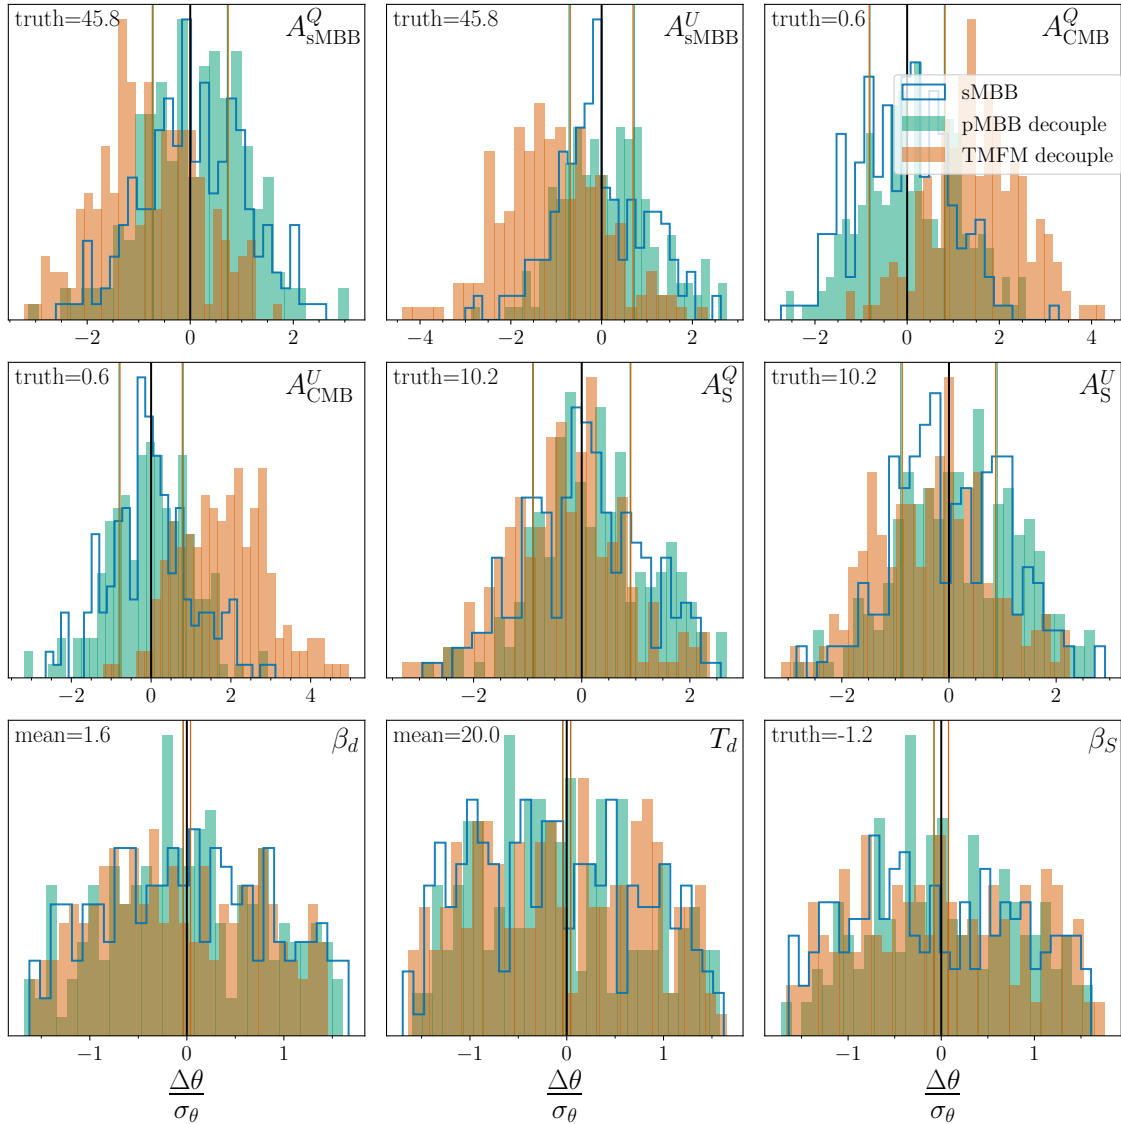 truth=45.8 A^Q_sMBB
truth=45.8 A^U_sMBB
truth=0.6 A^Q_CMB
sMBB
pMBB decouple
TMFM decouple
−2 0 2
−4 −2 0 2
−2 0 2 4
truth=0.6 A^U_CMB
truth=10.2 A^Q_S
truth=10.2 A^U_S
−2 0 2 4
−2 0 2
−2 0 2
mean=1.6 β_d
mean=20.0 T_d
truth=-1.2 β_S
−1 0 1
−1 0 1
−1 0 1
Δθ
σ_θ
Δθ
σ_θ
Δθ
σ_θ